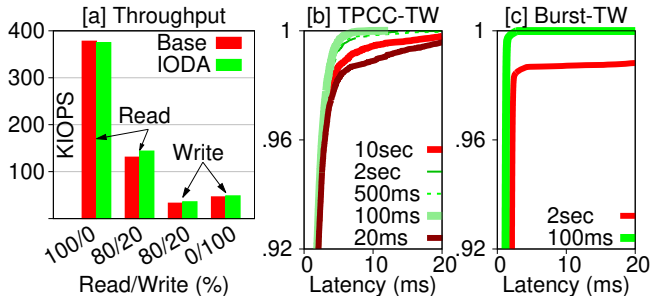 [a] Throughput
400
300
200
100
KIOPS
Base
IODA
Read
Write
100/0
80/20
80/20
0/100
Read/Write (%)
[b] TPCC-TW
1
.96
.92
10sec
2sec
500ms
100ms
20ms
0
10
20
Latency (ms)
[c] Burst-TW
1
.96
.92
2sec
100ms
0
10
20
Latency (ms)